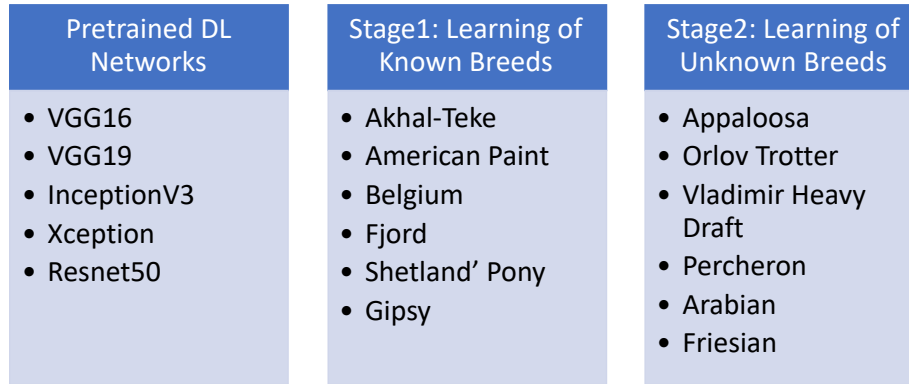 Pretrained DL
Networks
• VGG16
• VGG19
• InceptionV3
• Xception
• Resnet50
Stage1: Learning of
Known Breeds
• Akhal-Teke
• American Paint
• Belgium
• Fjord
• Shetland’ Pony
• Gipsy
Stage2: Learning of
Unknown Breeds
• Appaloosa
• Orlov Trotter
• Vladimir Heavy
Draft
• Percheron
• Arabian
• Friesian